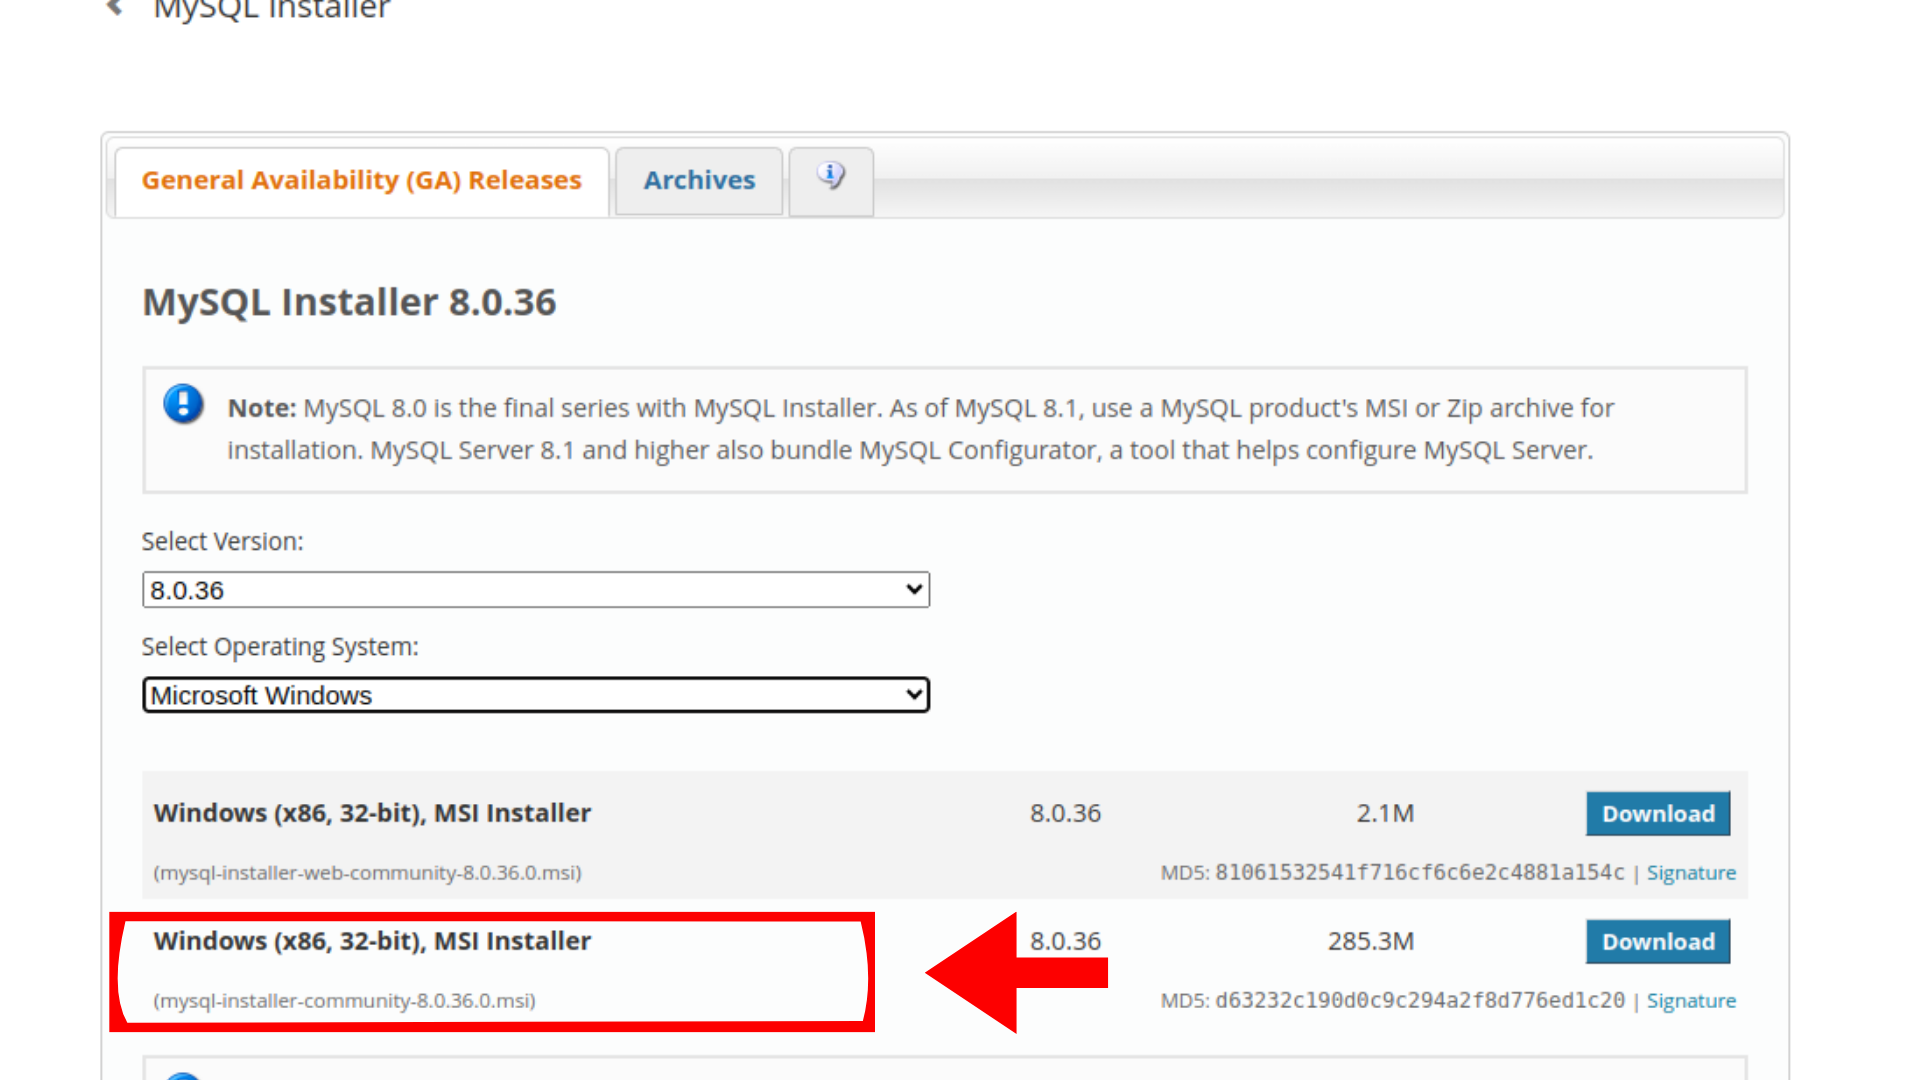 MySQL Installer
General Availability (GA) Releases
Archives
MySQL Installer 8.0.36
Note: MySQL 8.0 is the final series with MySQL Installer. As of MySQL 8.1, use a MySQL product's MSI or Zip archive for
installation. MySQL Server 8.1 and higher also bundle MySQL Configurator, a tool that helps configure MySQL Server.
Select Version:
8.0.36
Select Operating System:
Microsoft Windows
Windows (x86, 32-bit), MSI Installer 8.0.36 2.1M Download
(mysql-installer-web-community-8.0.36.0.msi) MD5: 81061532541f716cf6c6e2c4881a154c | Signature
Windows (x86, 32-bit), MSI Installer 8.0.36 285.3M Download
(mysql-installer-community-8.0.36.0.msi) MD5: d63232c190d0c9c294a2f8d776ed1c20 | Signature